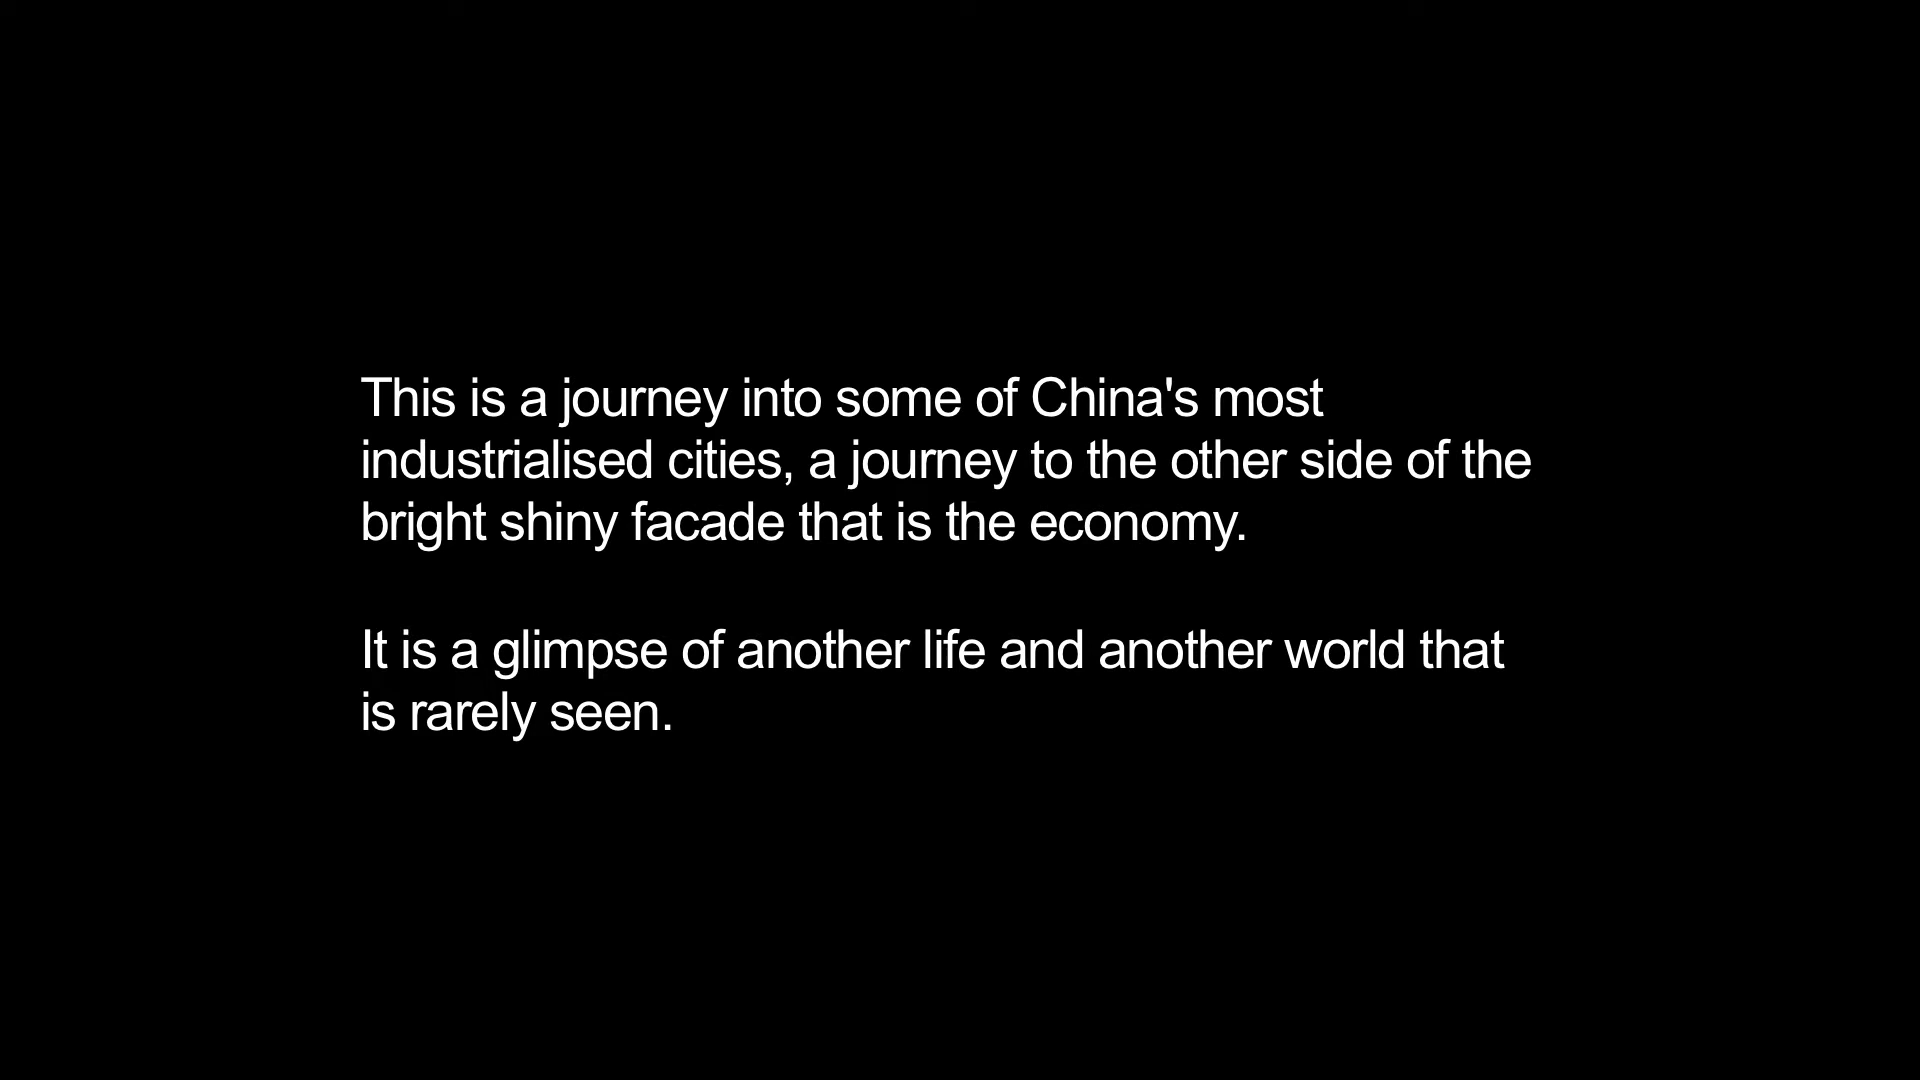 This is a journey into some of China's most
industrialised cities, a journey to the other side of the
bright shiny facade that is the economy.
It is a glimpse of another life and another world that
is rarely seen.